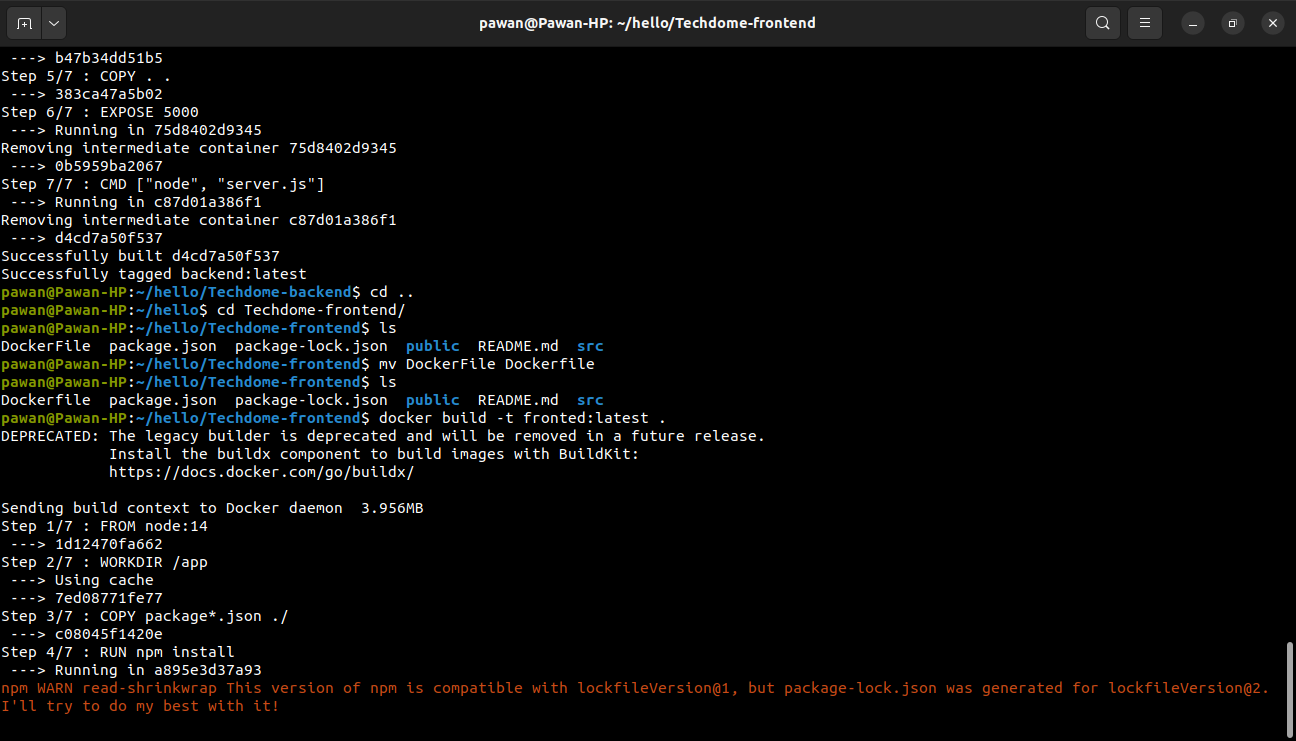 pawan@Pawan-HP: ~/hello/Techdome-frontend
 ---> b47b34dd51b5
Step 5/7 : COPY . .
 ---> 383ca47a5b02
Step 6/7 : EXPOSE 5000
 ---> Running in 75d8402d9345
Removing intermediate container 75d8402d9345
 ---> 0b5959ba2067
Step 7/7 : CMD ["node", "server.js"]
 ---> Running in c87d01a386f1
Removing intermediate container c87d01a386f1
 ---> d4cd7a50f537
Successfully built d4cd7a50f537
Successfully tagged backend:latest
pawan@Pawan-HP:~/hello/Techdome-backend$ cd ..
pawan@Pawan-HP:~/hello$ cd Techdome-frontend/
pawan@Pawan-HP:~/hello/Techdome-frontend$ ls
DockerFile  package.json  package-lock.json  public  README.md  src
pawan@Pawan-HP:~/hello/Techdome-frontend$ mv DockerFile Dockerfile
pawan@Pawan-HP:~/hello/Techdome-frontend$ ls
Dockerfile  package.json  package-lock.json  public  README.md  src
pawan@Pawan-HP:~/hello/Techdome-frontend$ docker build -t fronted:latest .
DEPRECATED: The legacy builder is deprecated and will be removed in a future release.
            Install the buildx component to build images with BuildKit:
            https://docs.docker.com/go/buildx/

Sending build context to Docker daemon  3.956MB
Step 1/7 : FROM node:14
 ---> 1d12470fa662
Step 2/7 : WORKDIR /app
 ---> Using cache
 ---> 7ed08771fe77
Step 3/7 : COPY package*.json ./
 ---> c08045f1420e
Step 4/7 : RUN npm install
 ---> Running in a895e3d37a93
npm WARN read-shrinkwrap This version of npm is compatible with lockfileVersion@1, but package-lock.json was generated for lockfileVersion@2.
I'll try to do my best with it!